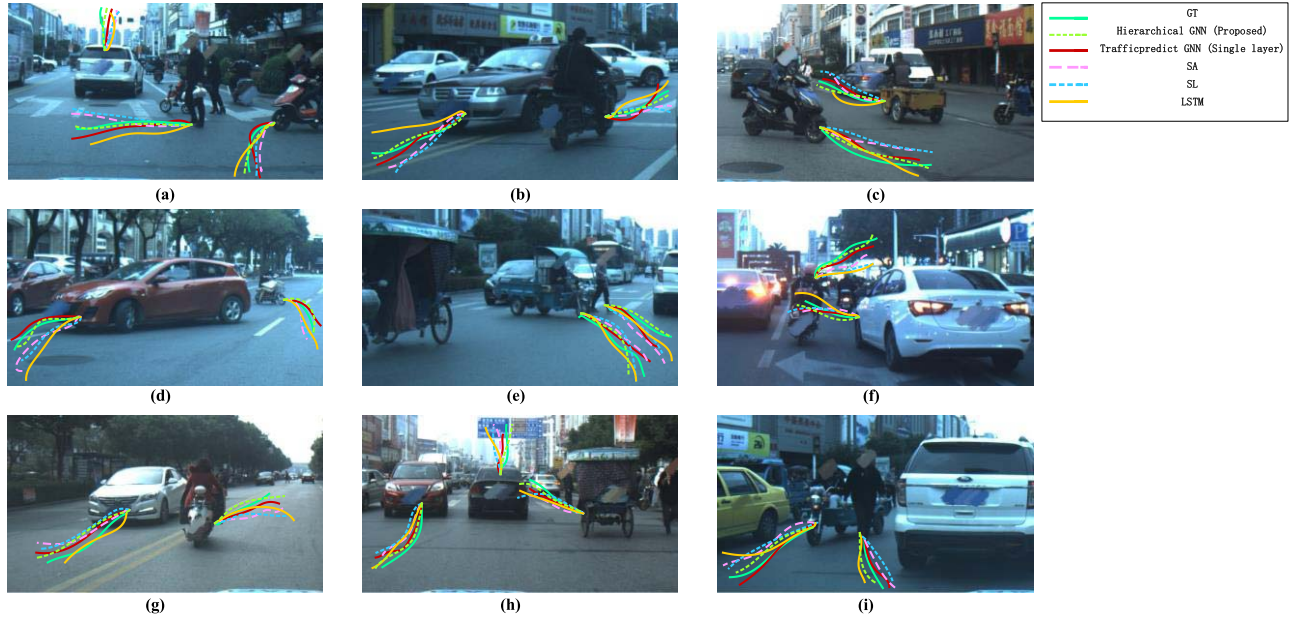 GT
Hierarchical GNN (Proposed)
Trafficpredict GNN (Single layer)
SA
SL
LSTM
(a)
(b)
(c)
(d)
(e)
(f)
(g)
(h)
(i)